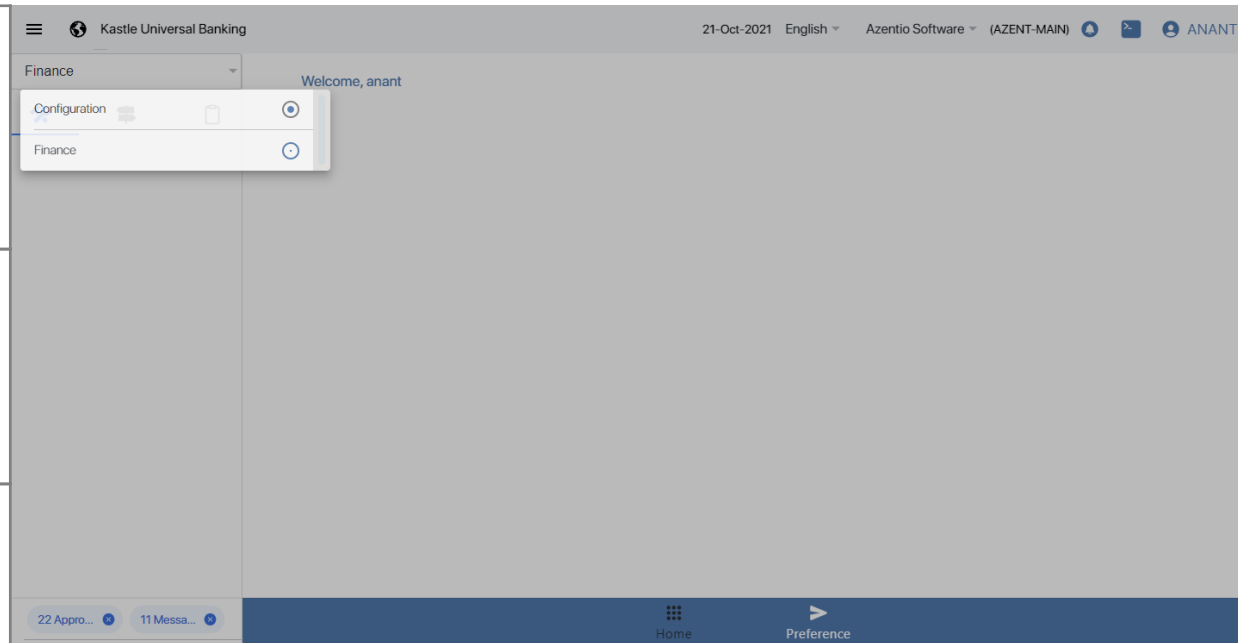 Kastle Universal Banking 21-Oct-2021 English Azentio Software (AZENT-MAIN) ANANT
Finance
Welcome, anant
Configuration
Finance
22 Appro... 11 Messa...
Home Preference